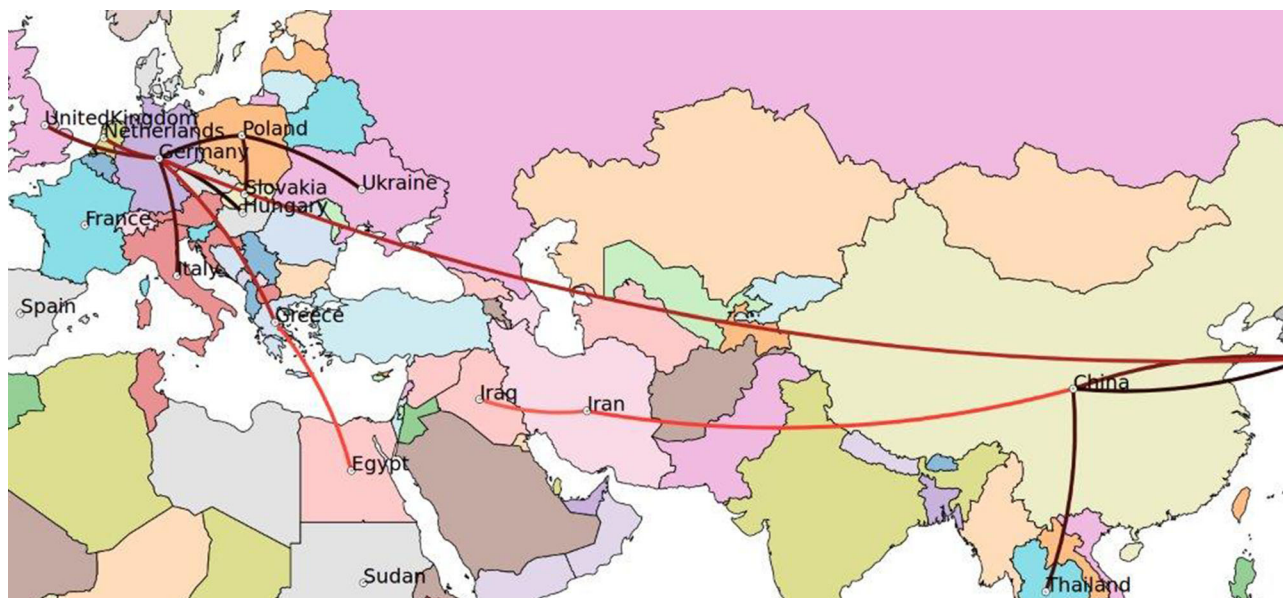 UnitedKingdom
Netherlands
Poland
Germany
Slovakia
Ukraine
Hungary
France
Italy
Spain
Greece
China
Iraq
Iran
Egypt
Sudan
Thailand